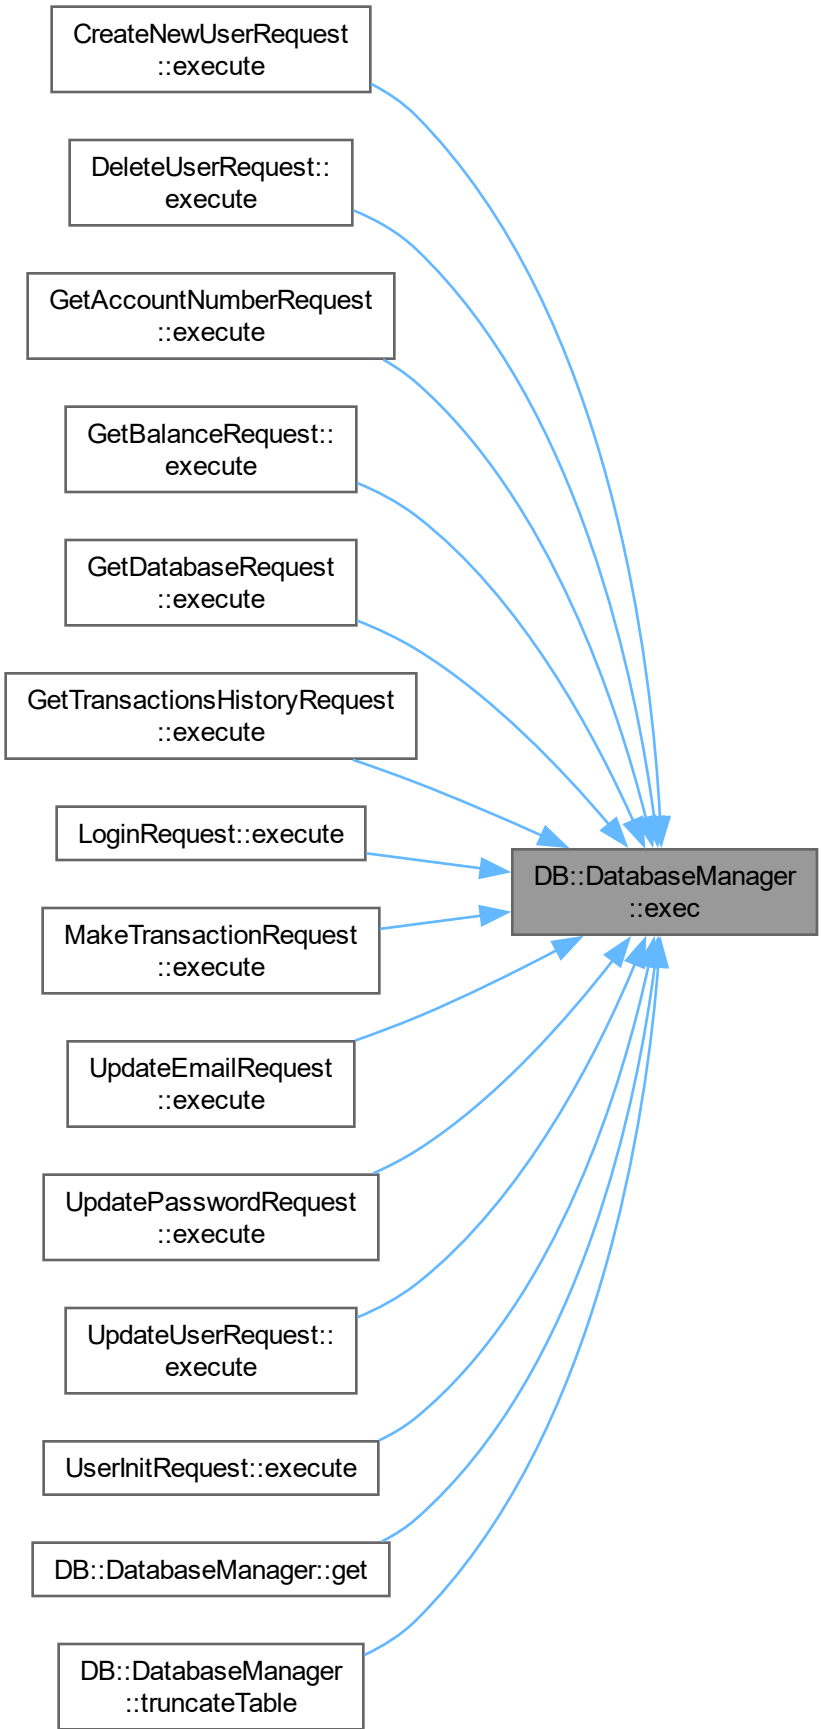 CreateNewUserRequest
::execute
DeleteUserRequest::
execute
GetAccountNumberRequest
::execute
GetBalanceRequest::
execute
GetDatabaseRequest
::execute
GetTransactionsHistoryRequest
::execute
LoginRequest::execute
DB::DatabaseManager
::exec
MakeTransactionRequest
::execute
UpdateEmailRequest
::execute
UpdatePasswordRequest
::execute
UpdateUserRequest::
execute
UserInitRequest::execute
DB::DatabaseManager::get
DB::DatabaseManager
::truncateTable